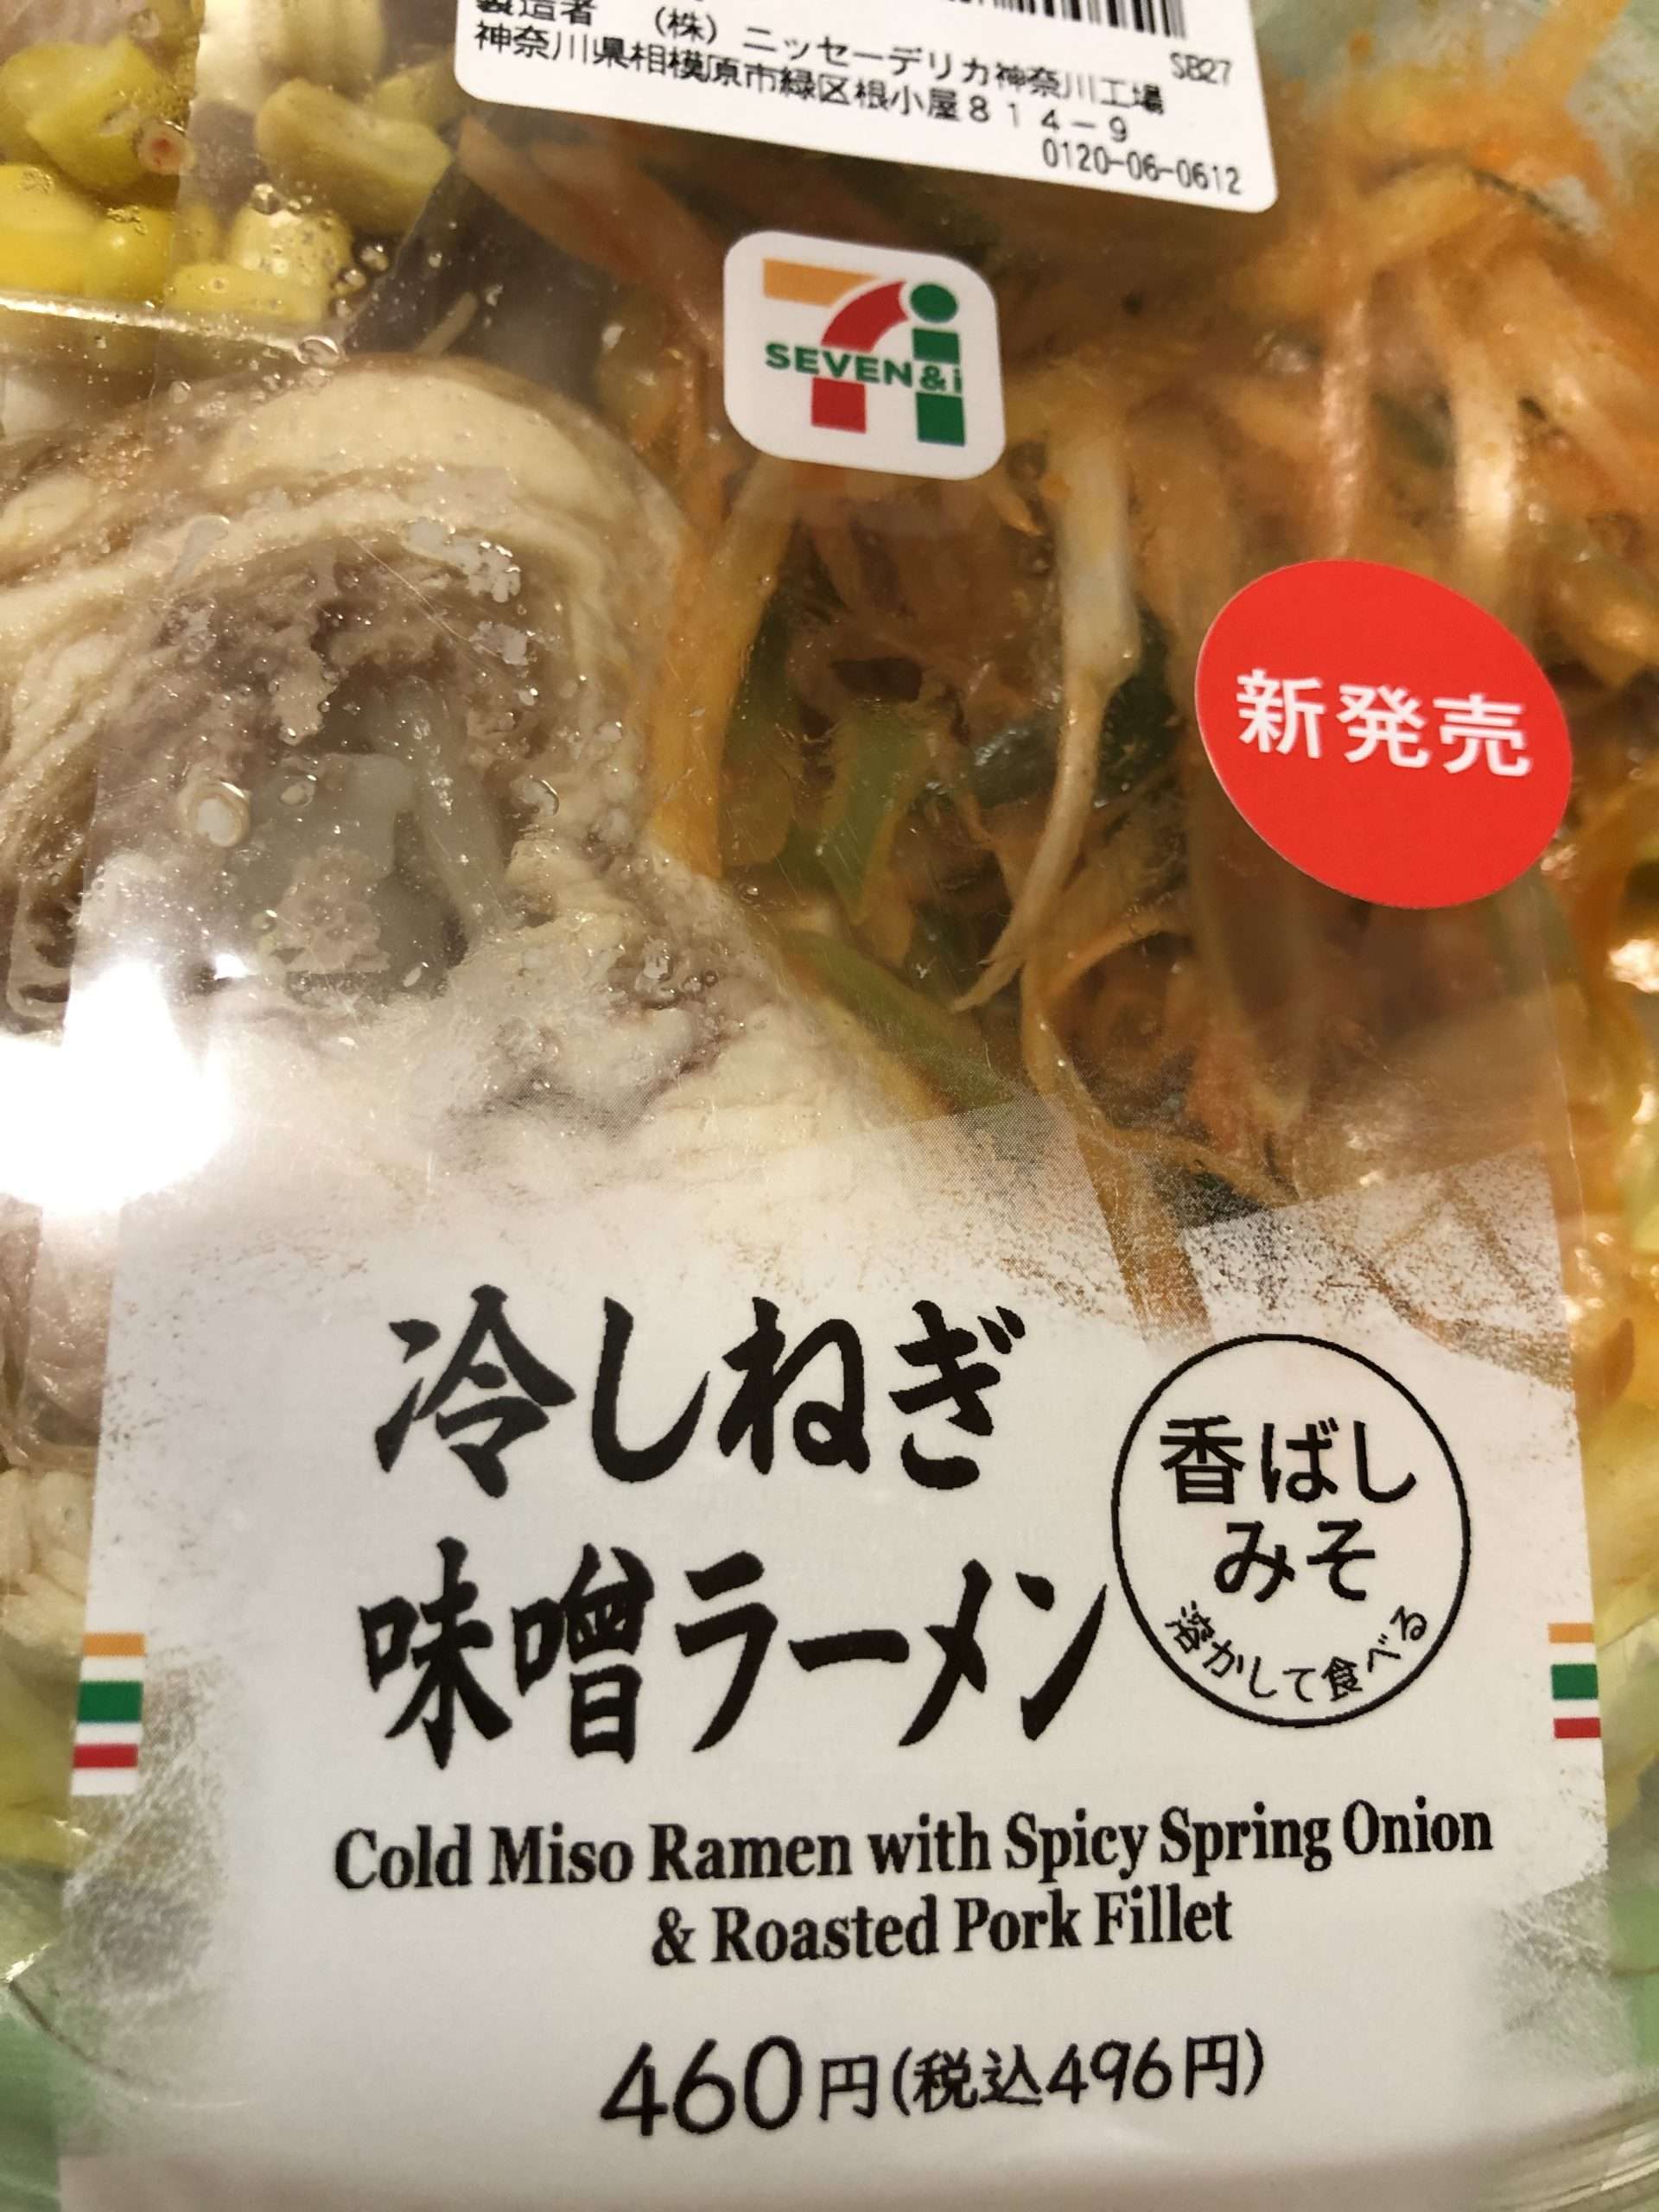 製造者 (株)ニッセーデリカ神奈川工場
神奈川県相模原市緑区根小屋814-9
0120-06-0612
SB27
SEVEN&i
新発売
冷しねぎ
味噌ラーメン
香ばし
みそ
溶かして食べる
Cold Miso Ramen with Spicy Spring Onion
& Roasted Pork Fillet
460円(税込496円)